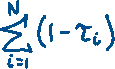 \sum_{i=1}^{N} (1 - \tau_i)